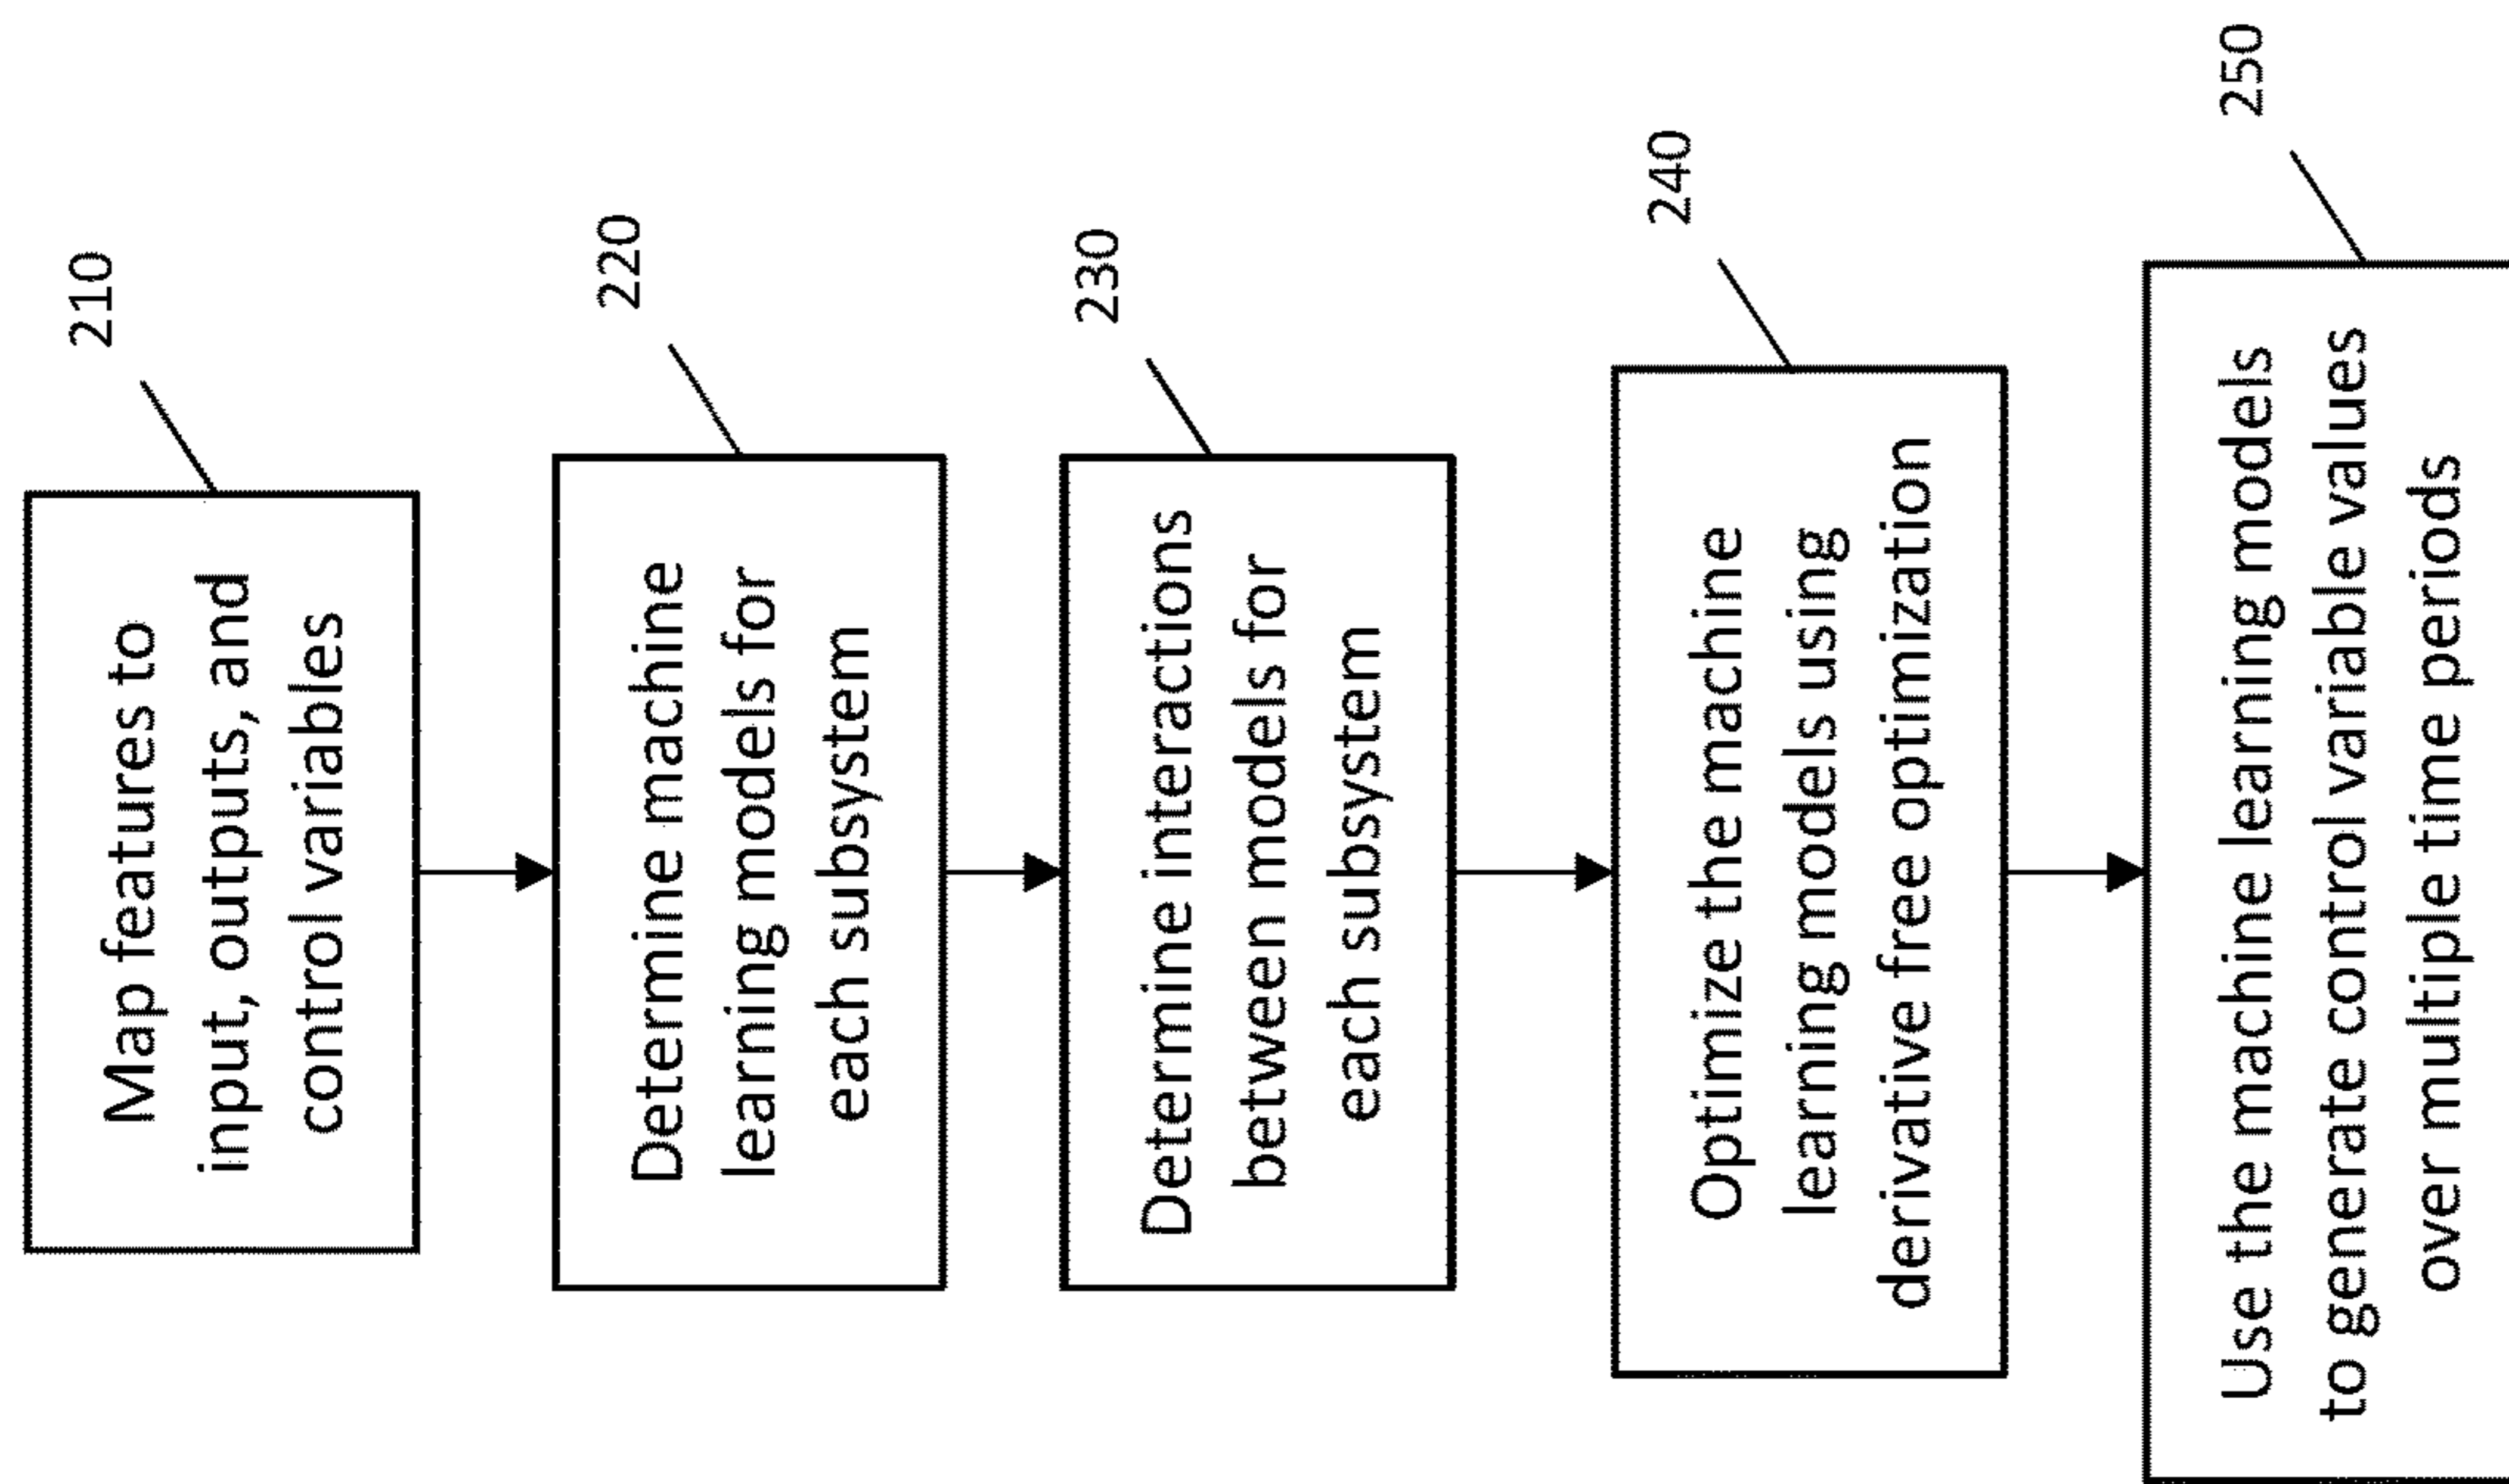 210
Map features to
input, outputs, and
control variables
220
Determine machine
learning models for
each subsystem
230
Determine interactions
between models for
each subsystem
240
Optimize the machine
learning models using
derivative free optimization
250
Use the machine learning models
to generate control variable values
over multiple time periods